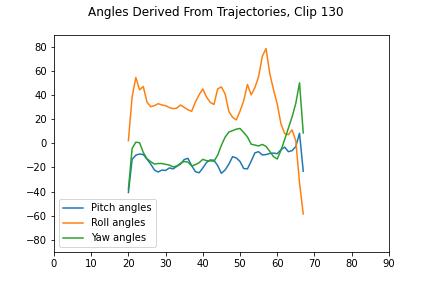 Angles Derived From Trajectories, Clip 130
80
60
40
20
0
−20
−40
−60
−80
Pitch angles
Roll angles
Yaw angles
0 10 20 30 40 50 60 70 80 90